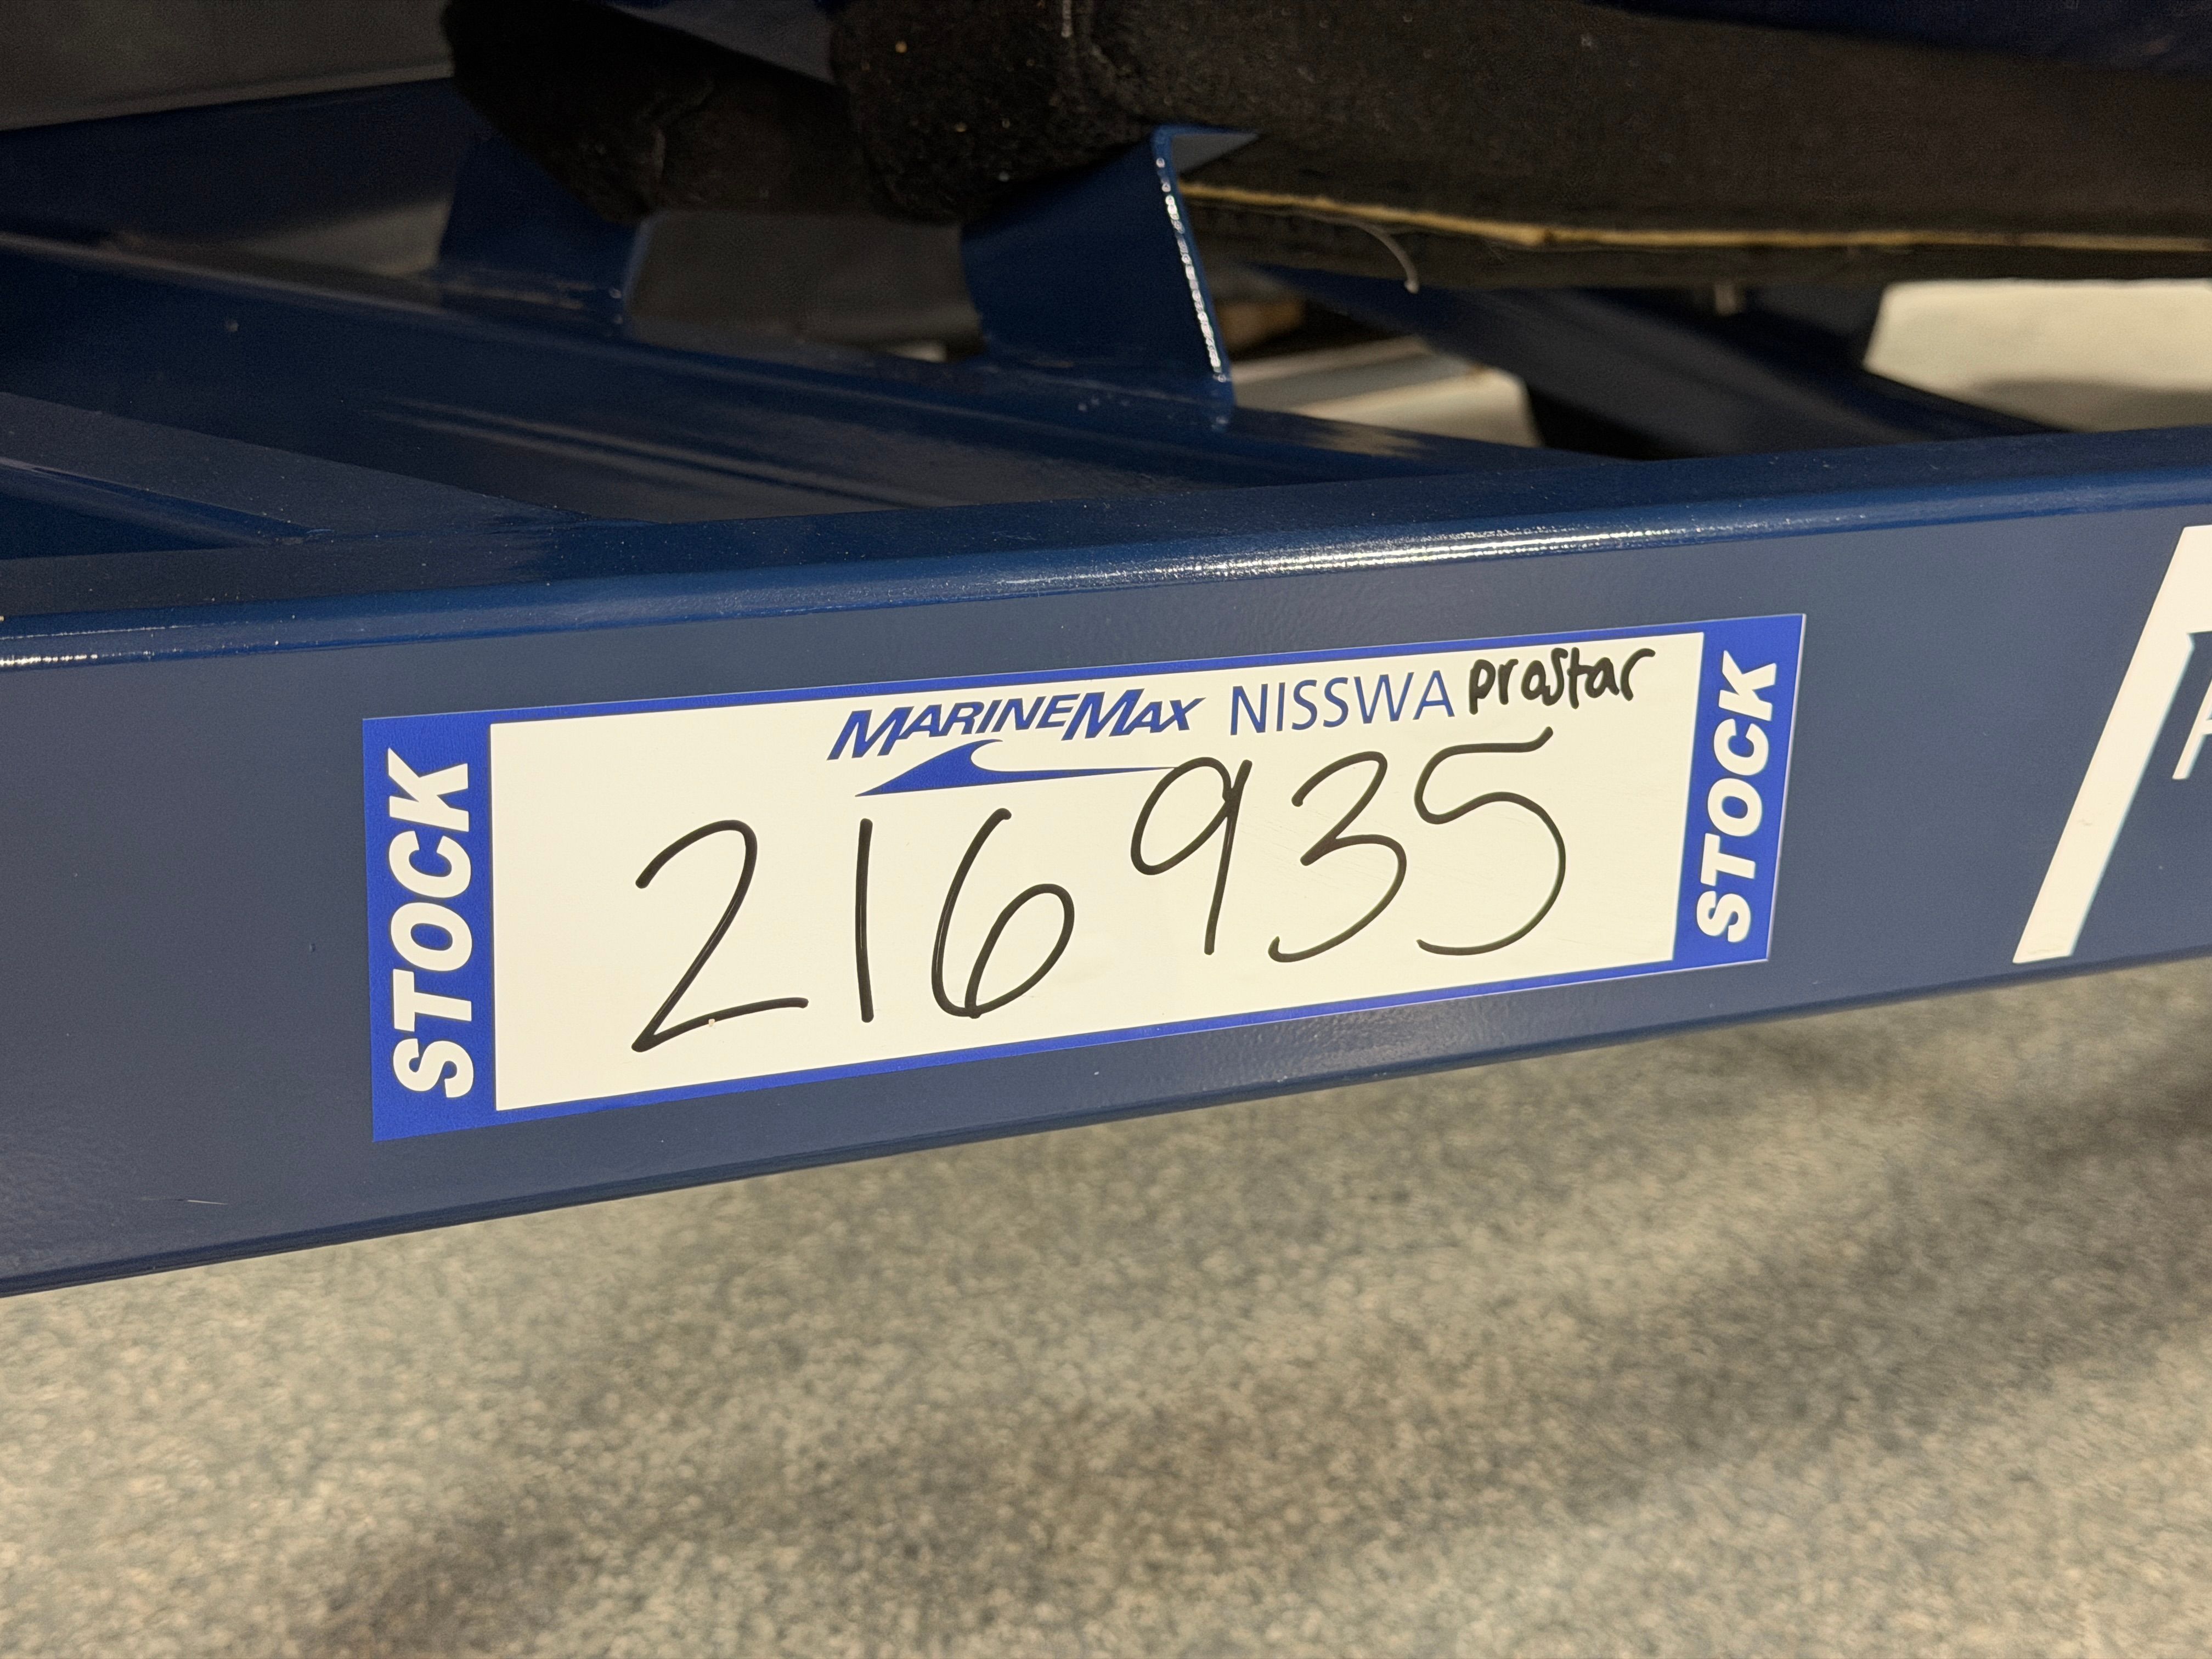 STOCK
MARINEMAX NISSWA prostar
216935
STOCK